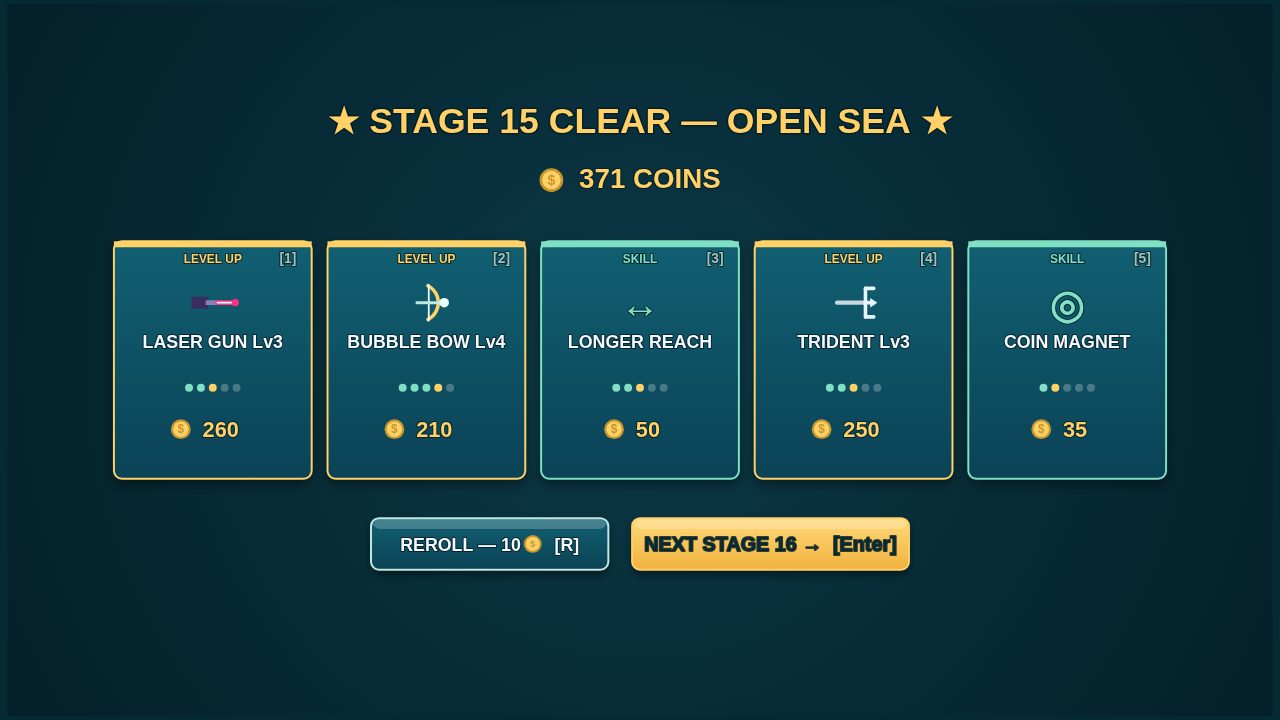 ★ STAGE 15 CLEAR — OPEN SEA ★
$ 371 COINS
LEVEL UP [1]
LASER GUN Lv3
$ 260
LEVEL UP [2]
BUBBLE BOW Lv4
$ 210
SKILL [3]
↔
LONGER REACH
$ 50
LEVEL UP [4]
TRIDENT Lv3
$ 250
SKILL [5]
◎
COIN MAGNET
$ 35
REROLL — 10 $ [R]
NEXT STAGE 16 → [Enter]